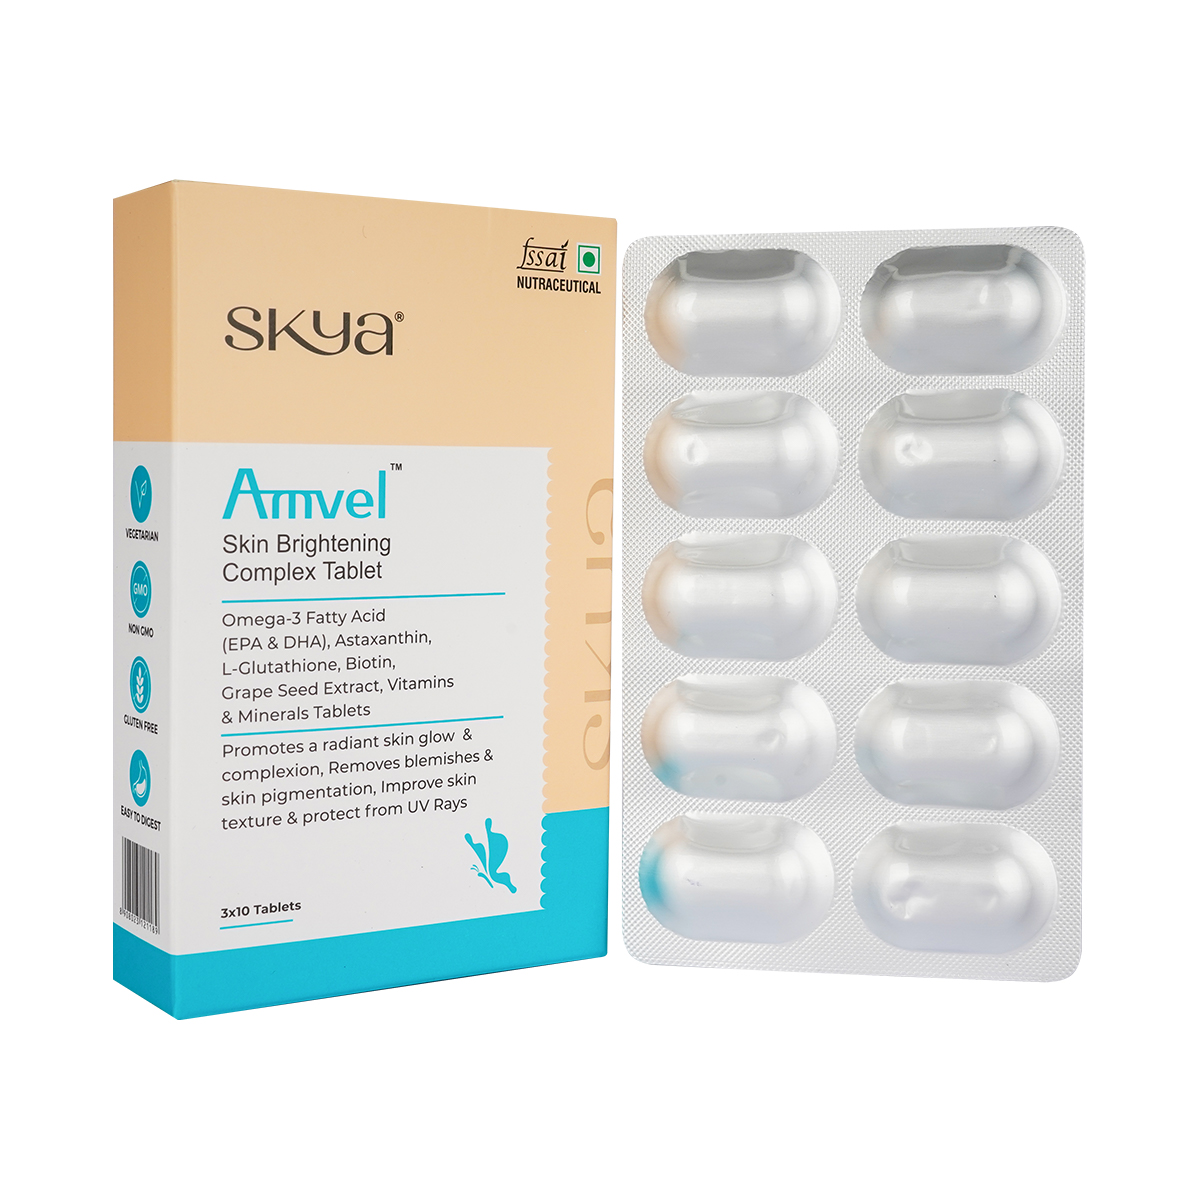 fssai
NUTRACEUTICAL
SKYA®
Amvel™
Skin Brightening
Complex Tablet
Omega-3 Fatty Acid
(EPA & DHA), Astaxanthin,
L-Glutathione, Biotin,
Grape Seed Extract, Vitamins
& Minerals Tablets
Promotes a radiant skin glow &
complexion, Removes blemishes &
skin pigmentation, Improve skin
texture & protect from UV Rays
3x10 Tablets
VEGETARIAN
GMO
NON GMO
GLUTEN FREE
EASY TO DIGEST
SKYA